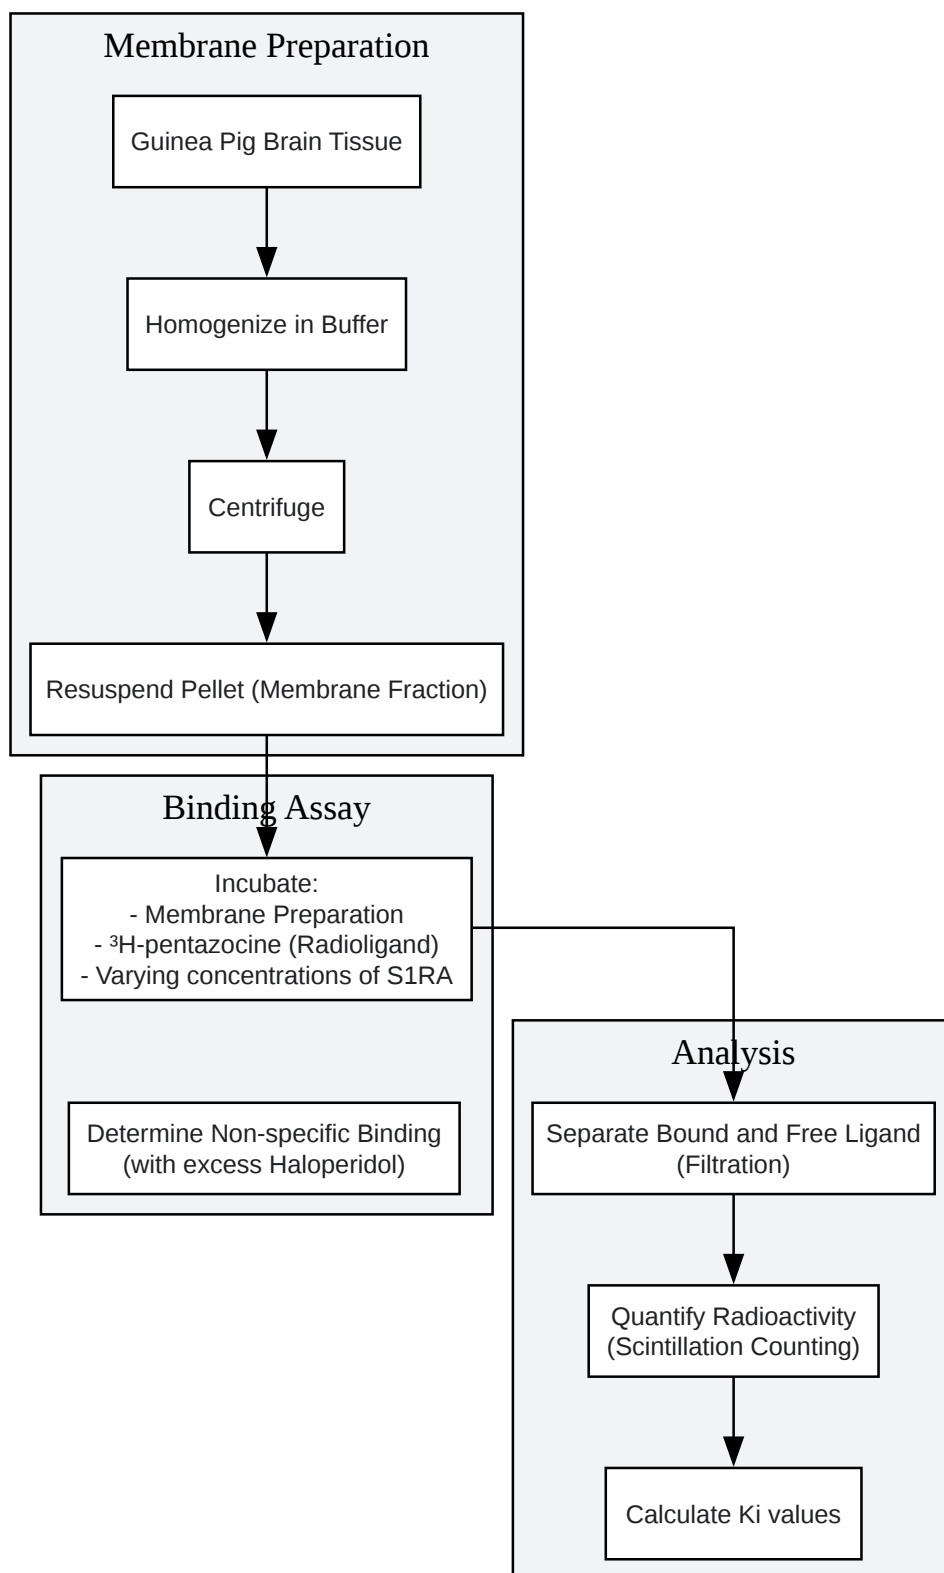 Membrane Preparation
Guinea Pig Brain Tissue
Homogenize in Buffer
Centrifuge
Resuspend Pellet (Membrane Fraction)
Binding Assay
Incubate:
- Membrane Preparation
- ³H-pentazocine (Radioligand)
- Varying concentrations of S1RA
Determine Non-specific Binding
(with excess Haloperidol)
Analysis
Separate Bound and Free Ligand
(Filtration)
Quantify Radioactivity
(Scintillation Counting)
Calculate Ki values